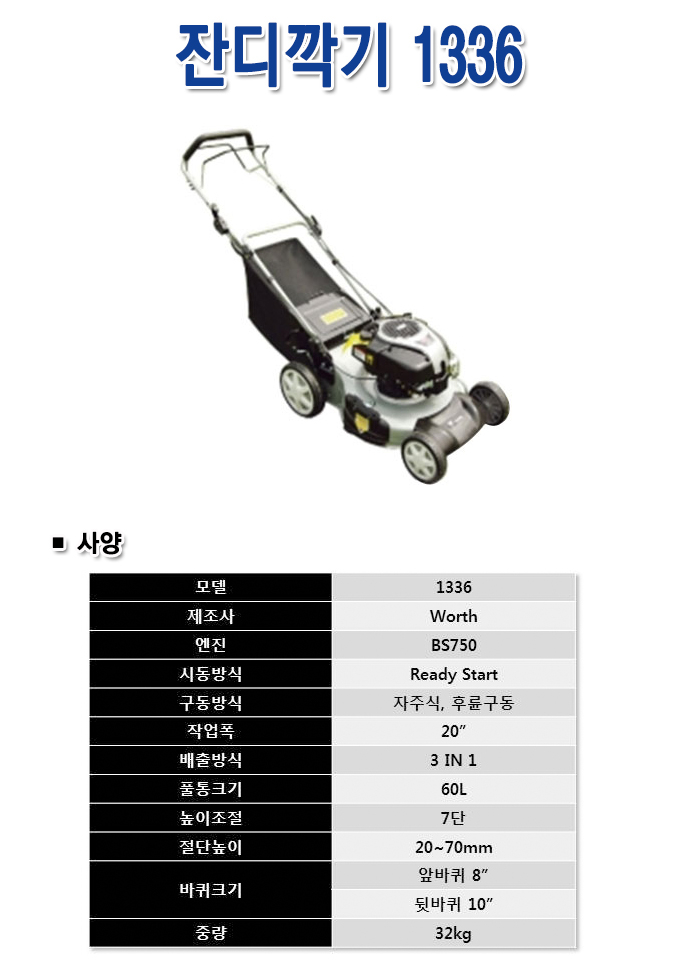 잔디깍기 1336
■ 사양
모델 1336
제조사 Worth
엔진 BS750
시동방식 Ready Start
구동방식 자주식, 후륜구동
작업폭 20”
배출방식 3 IN 1
풀통크기 60L
높이조절 7단
절단높이 20~70mm
바퀴크기 앞바퀴 8”
뒷바퀴 10”
중량 32kg